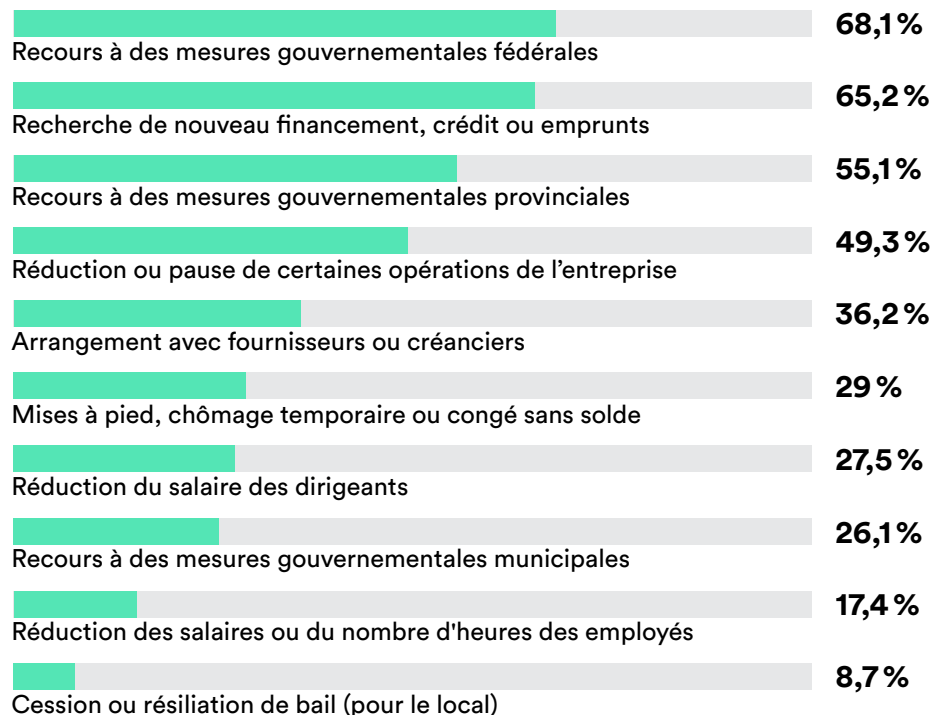 68,1 %
Recours à des mesures gouvernementales fédérales
65,2 %
Recherche de nouveau financement, crédit ou emprunts
55,1 %
Recours à des mesures gouvernementales provinciales
49,3 %
Réduction ou pause de certaines opérations de l’entreprise
36,2 %
Arrangement avec fournisseurs ou créanciers
29 %
Mises à pied, chômage temporaire ou congé sans solde
27,5 %
Réduction du salaire des dirigeants
26,1 %
Recours à des mesures gouvernementales municipales
17,4 %
Réduction des salaires ou du nombre d'heures des employés
8,7 %
Cession ou résiliation de bail (pour le local)